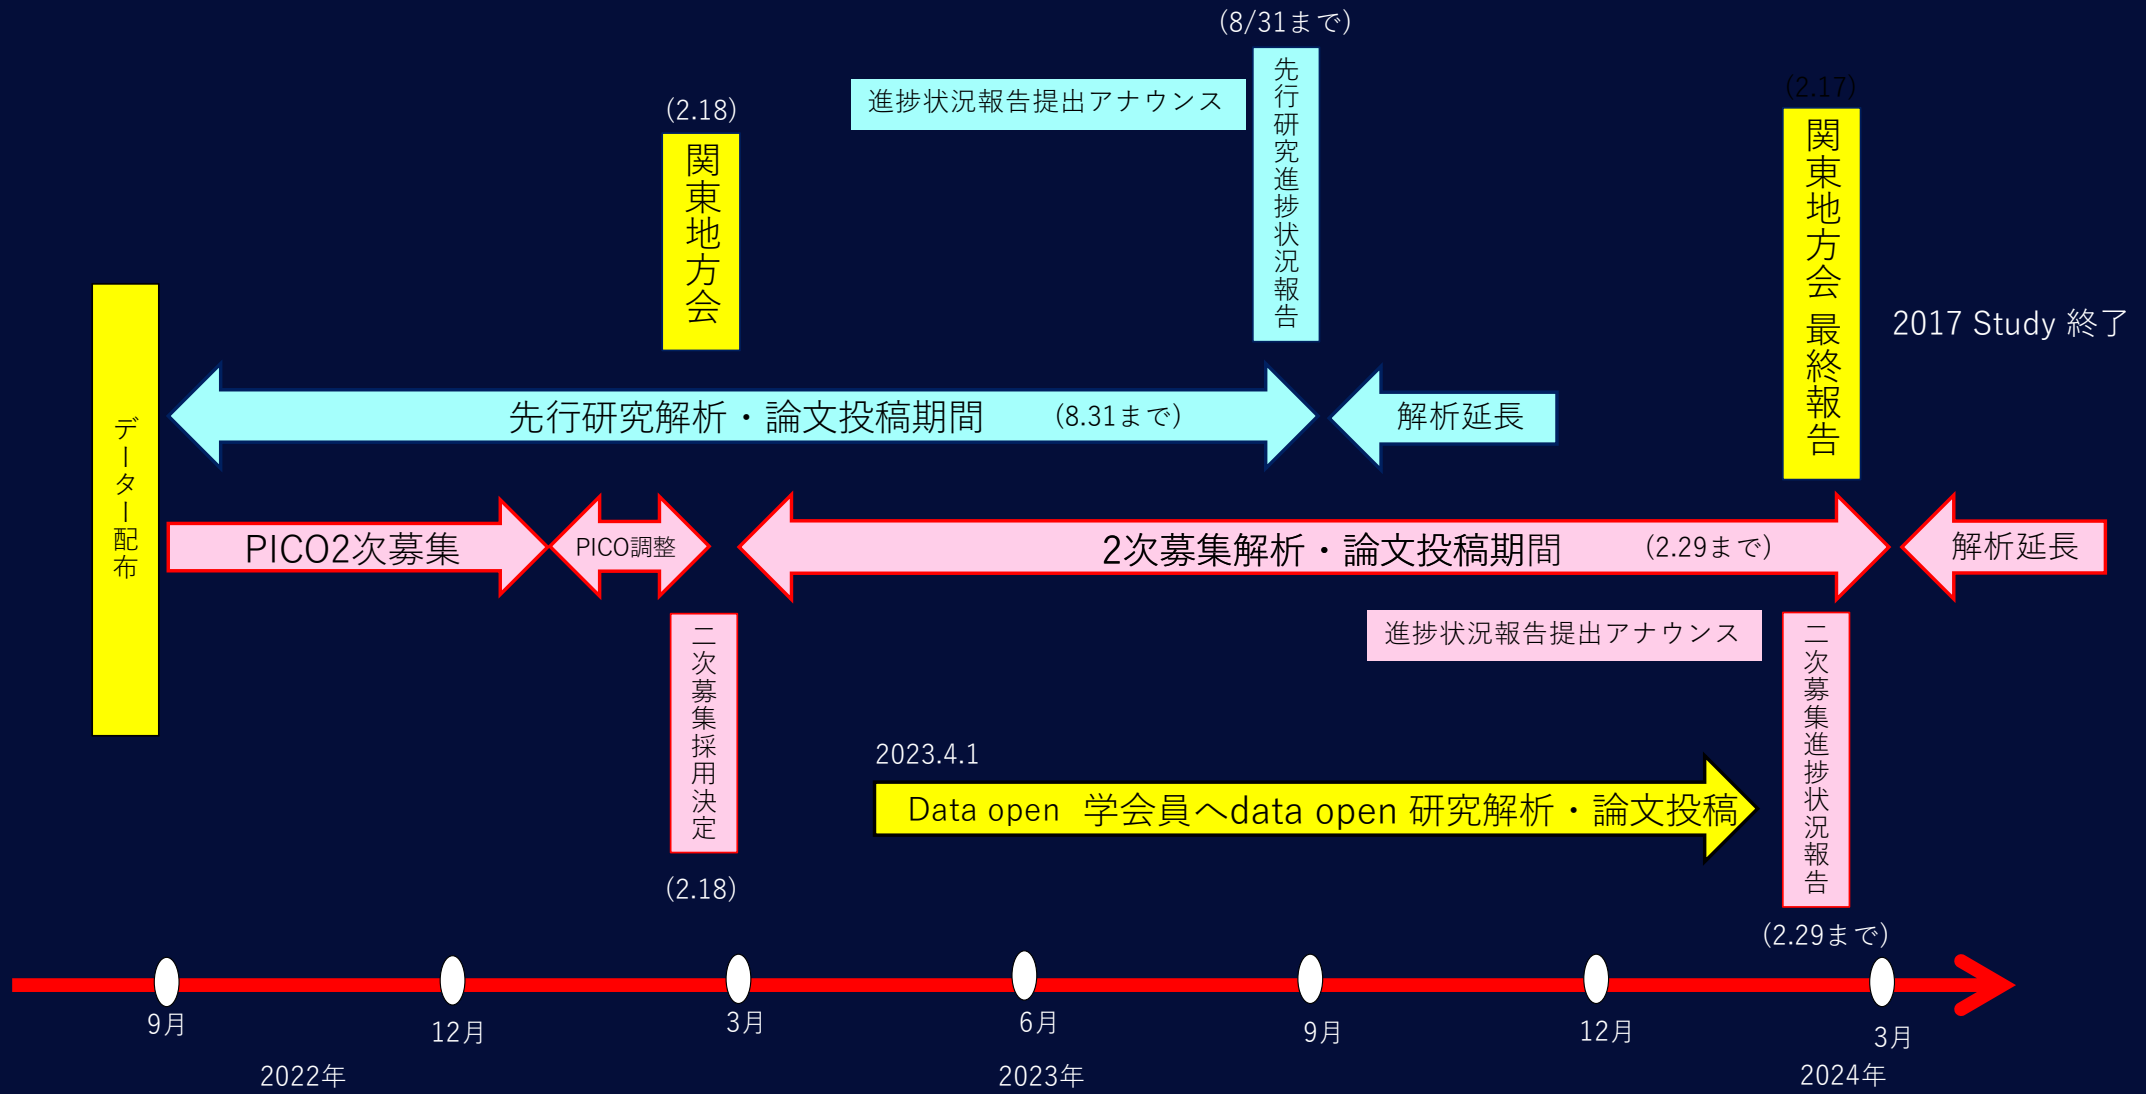 (8/31まで)
先行研究進捗状況報告
進捗状況報告提出アナウンス
(2.18)
関東地方会
(2.17)
関東地方会 最終報告
2017 Study 終了
データー配布
先行研究解析・論文投稿期間 (8.31まで)
解析延長
PICO2次募集
PICO調整
2次募集解析・論文投稿期間 (2.29まで)
解析延長
進捗状況報告提出アナウンス
二次募集採用決定
(2.18)
二次募集進捗状況報告
(2.29まで)
2023.4.1
Data open 学会員へdata open 研究解析・論文投稿
9月
12月
3月
6月
9月
12月
3月
2022年
2023年
2024年